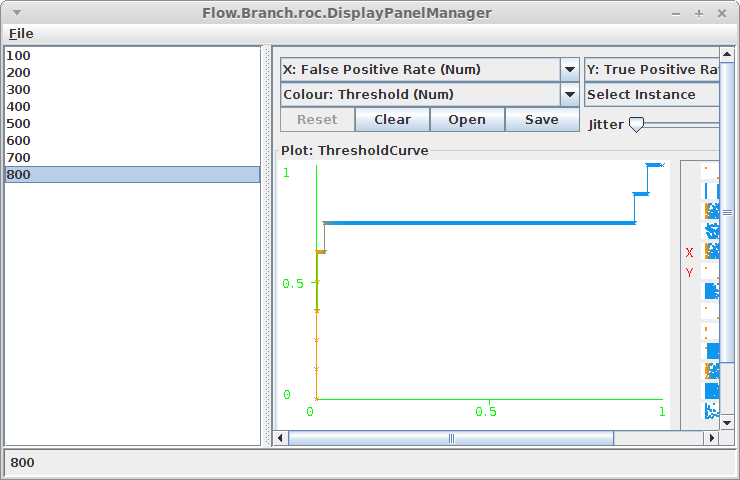 Flow.Branch.roc.DisplayPanelManager
File
100
200
300
400
500
600
700
800
X: False Positive Rate (Num)
Y: True Positive Ra
Colour: Threshold (Num)
Select Instance
Reset
Clear
Open
Save
Jitter
Plot: ThresholdCurve
1
0.5
0
0
0.5
1
X
Y
800